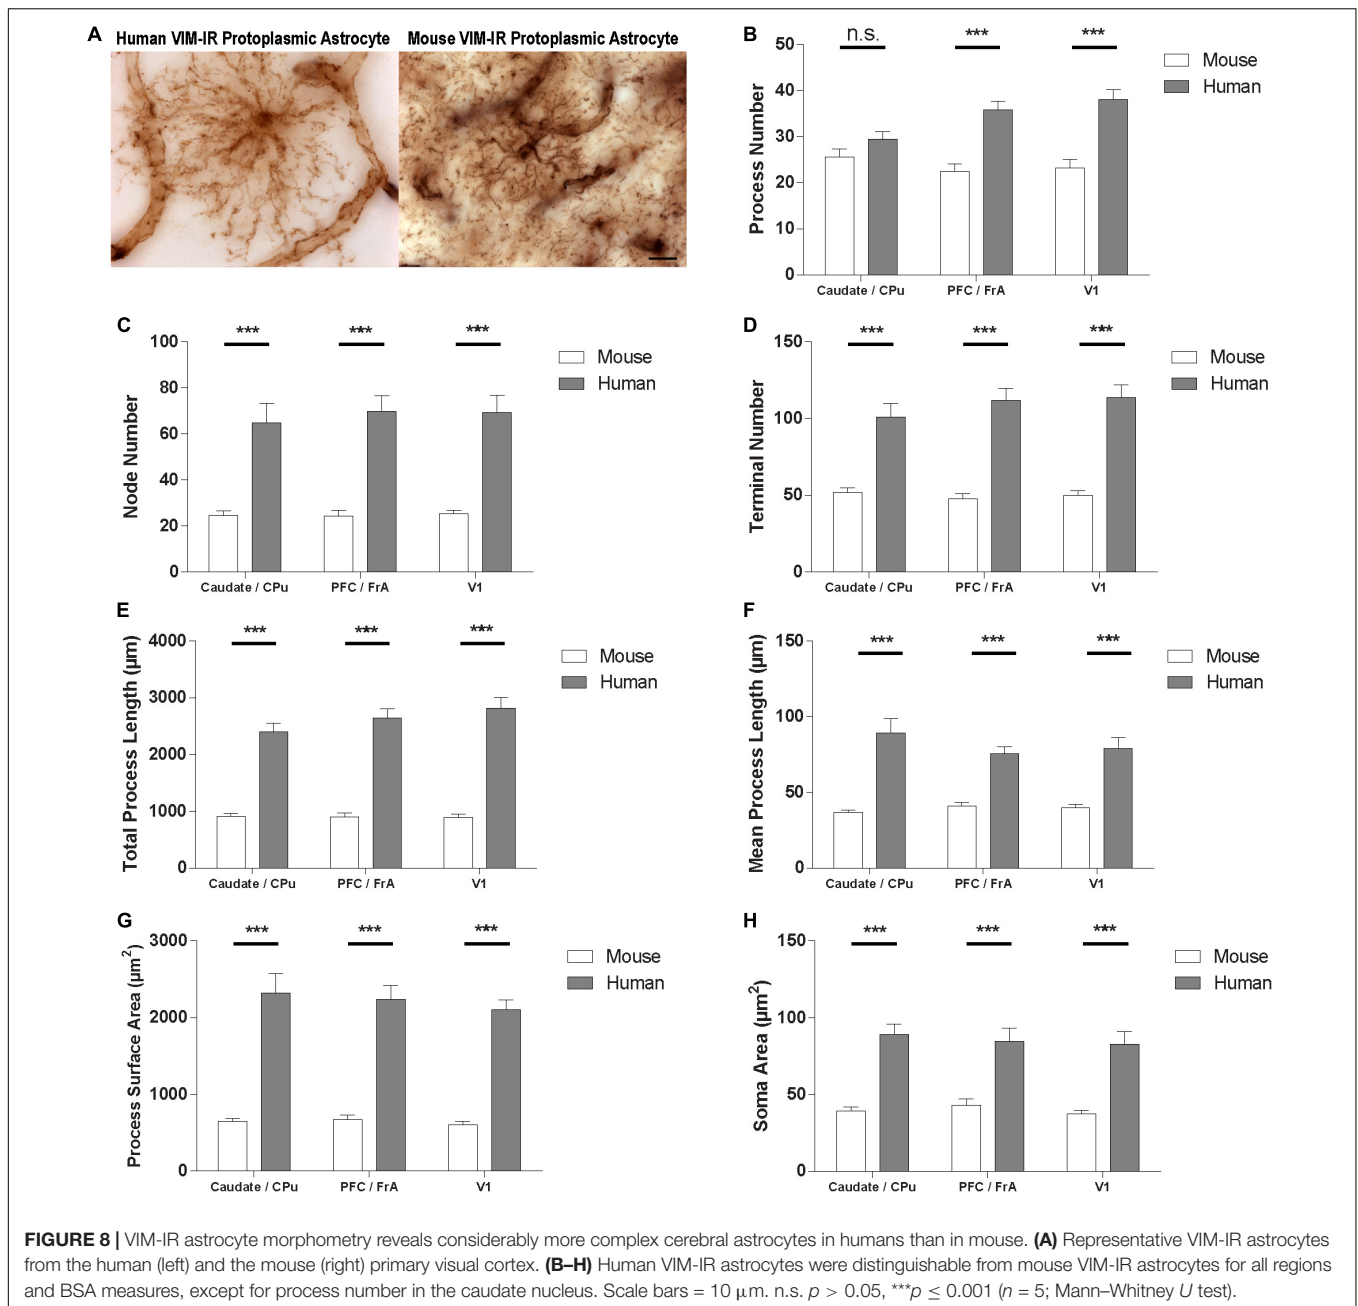 A Human VIM-IR Protoplasmic Astrocyte Mouse VIM-IR Protoplasmic Astrocyte
B
Process Number
50
40
30
20
10
0
n.s. *** ***
Caudate / CPu PFC / FrA V1
Mouse
Human
C
Node Number
100
80
60
40
20
0
*** *** ***
Caudate / CPu PFC / FrA V1
Mouse
Human
D
Terminal Number
150
100
50
0
*** *** ***
Caudate / CPu PFC / FrA V1
Mouse
Human
E
Total Process Length (µm)
4000
3000
2000
1000
0
*** *** ***
Caudate / CPu PFC / FrA V1
Mouse
Human
F
Mean Process Length (µm)
150
100
50
0
*** *** ***
Caudate / CPu PFC / FrA V1
Mouse
Human
G
Process Surface Area (µm²)
3000
2000
1000
0
*** *** ***
Caudate / CPu PFC / FrA V1
Mouse
Human
H
Soma Area (µm²)
150
100
50
0
*** *** ***
Caudate / CPu PFC / FrA V1
Mouse
Human
FIGURE 8 | VIM-IR astrocyte morphometry reveals considerably more complex cerebral astrocytes in humans than in mouse. (A) Representative VIM-IR astrocytes
from the human (left) and the mouse (right) primary visual cortex. (B–H) Human VIM-IR astrocytes were distinguishable from mouse VIM-IR astrocytes for all regions
and BSA measures, except for process number in the caudate nucleus. Scale bars = 10 µm. n.s. p > 0.05, ***p ≤ 0.001 (n = 5; Mann–Whitney U test).